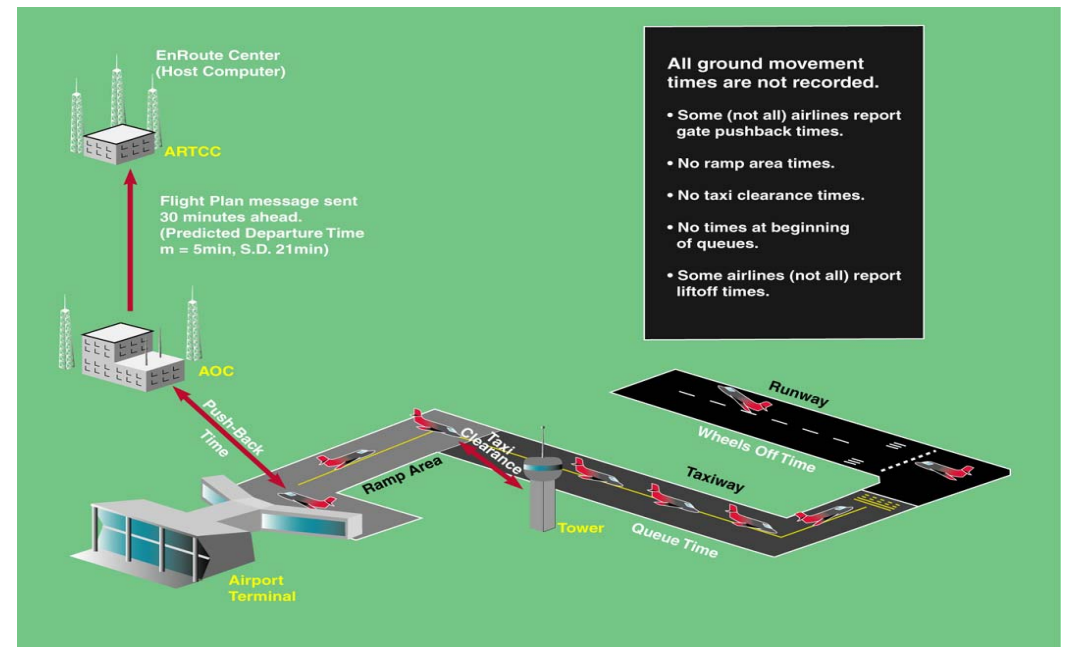 EnRoute Center
(Host Computer)
ARTCC
Flight Plan message sent
30 minutes ahead.
(Predicted Departure Time
m = 5min, S.D. 21min)
AOC
Push-Back
Time
Airport
Terminal
Ramp Area
Taxi
Clearance
Tower
Taxiway
Queue Time
Runway
Wheels Off Time
All ground movement
times are not recorded.
• Some (not all) airlines report
gate pushback times.
• No ramp area times.
• No taxi clearance times.
• No times at beginning
of queues.
• Some airlines (not all) report
liftoff times.